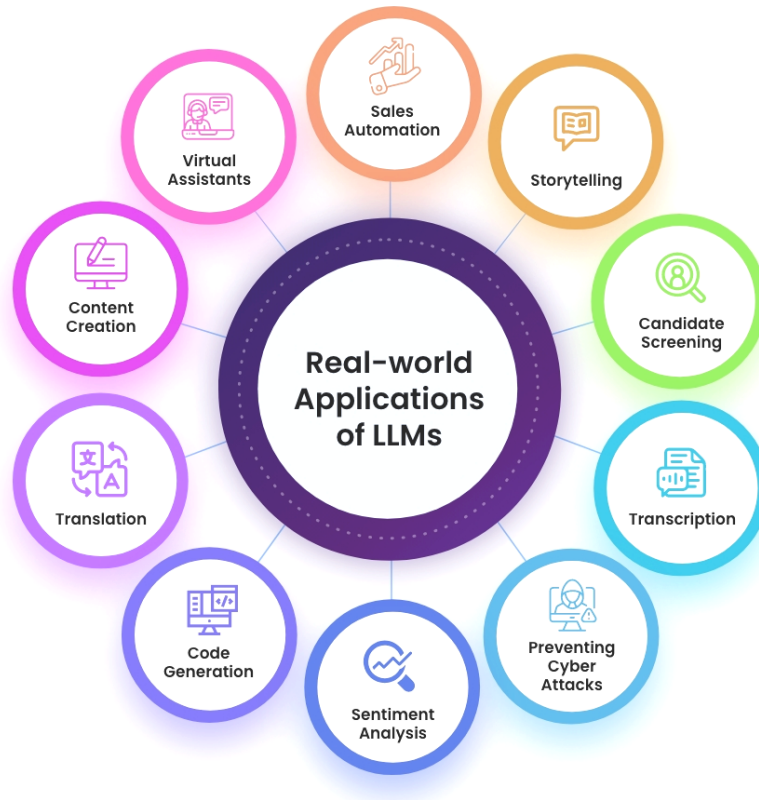 Sales
Automation
Virtual
Assistants
Storytelling
Content
Creation
Candidate
Screening
Real-world
Applications
of LLMs
文
A
Translation
Transcription
</>
Code
Generation
Preventing
Cyber
Attacks
Sentiment
Analysis